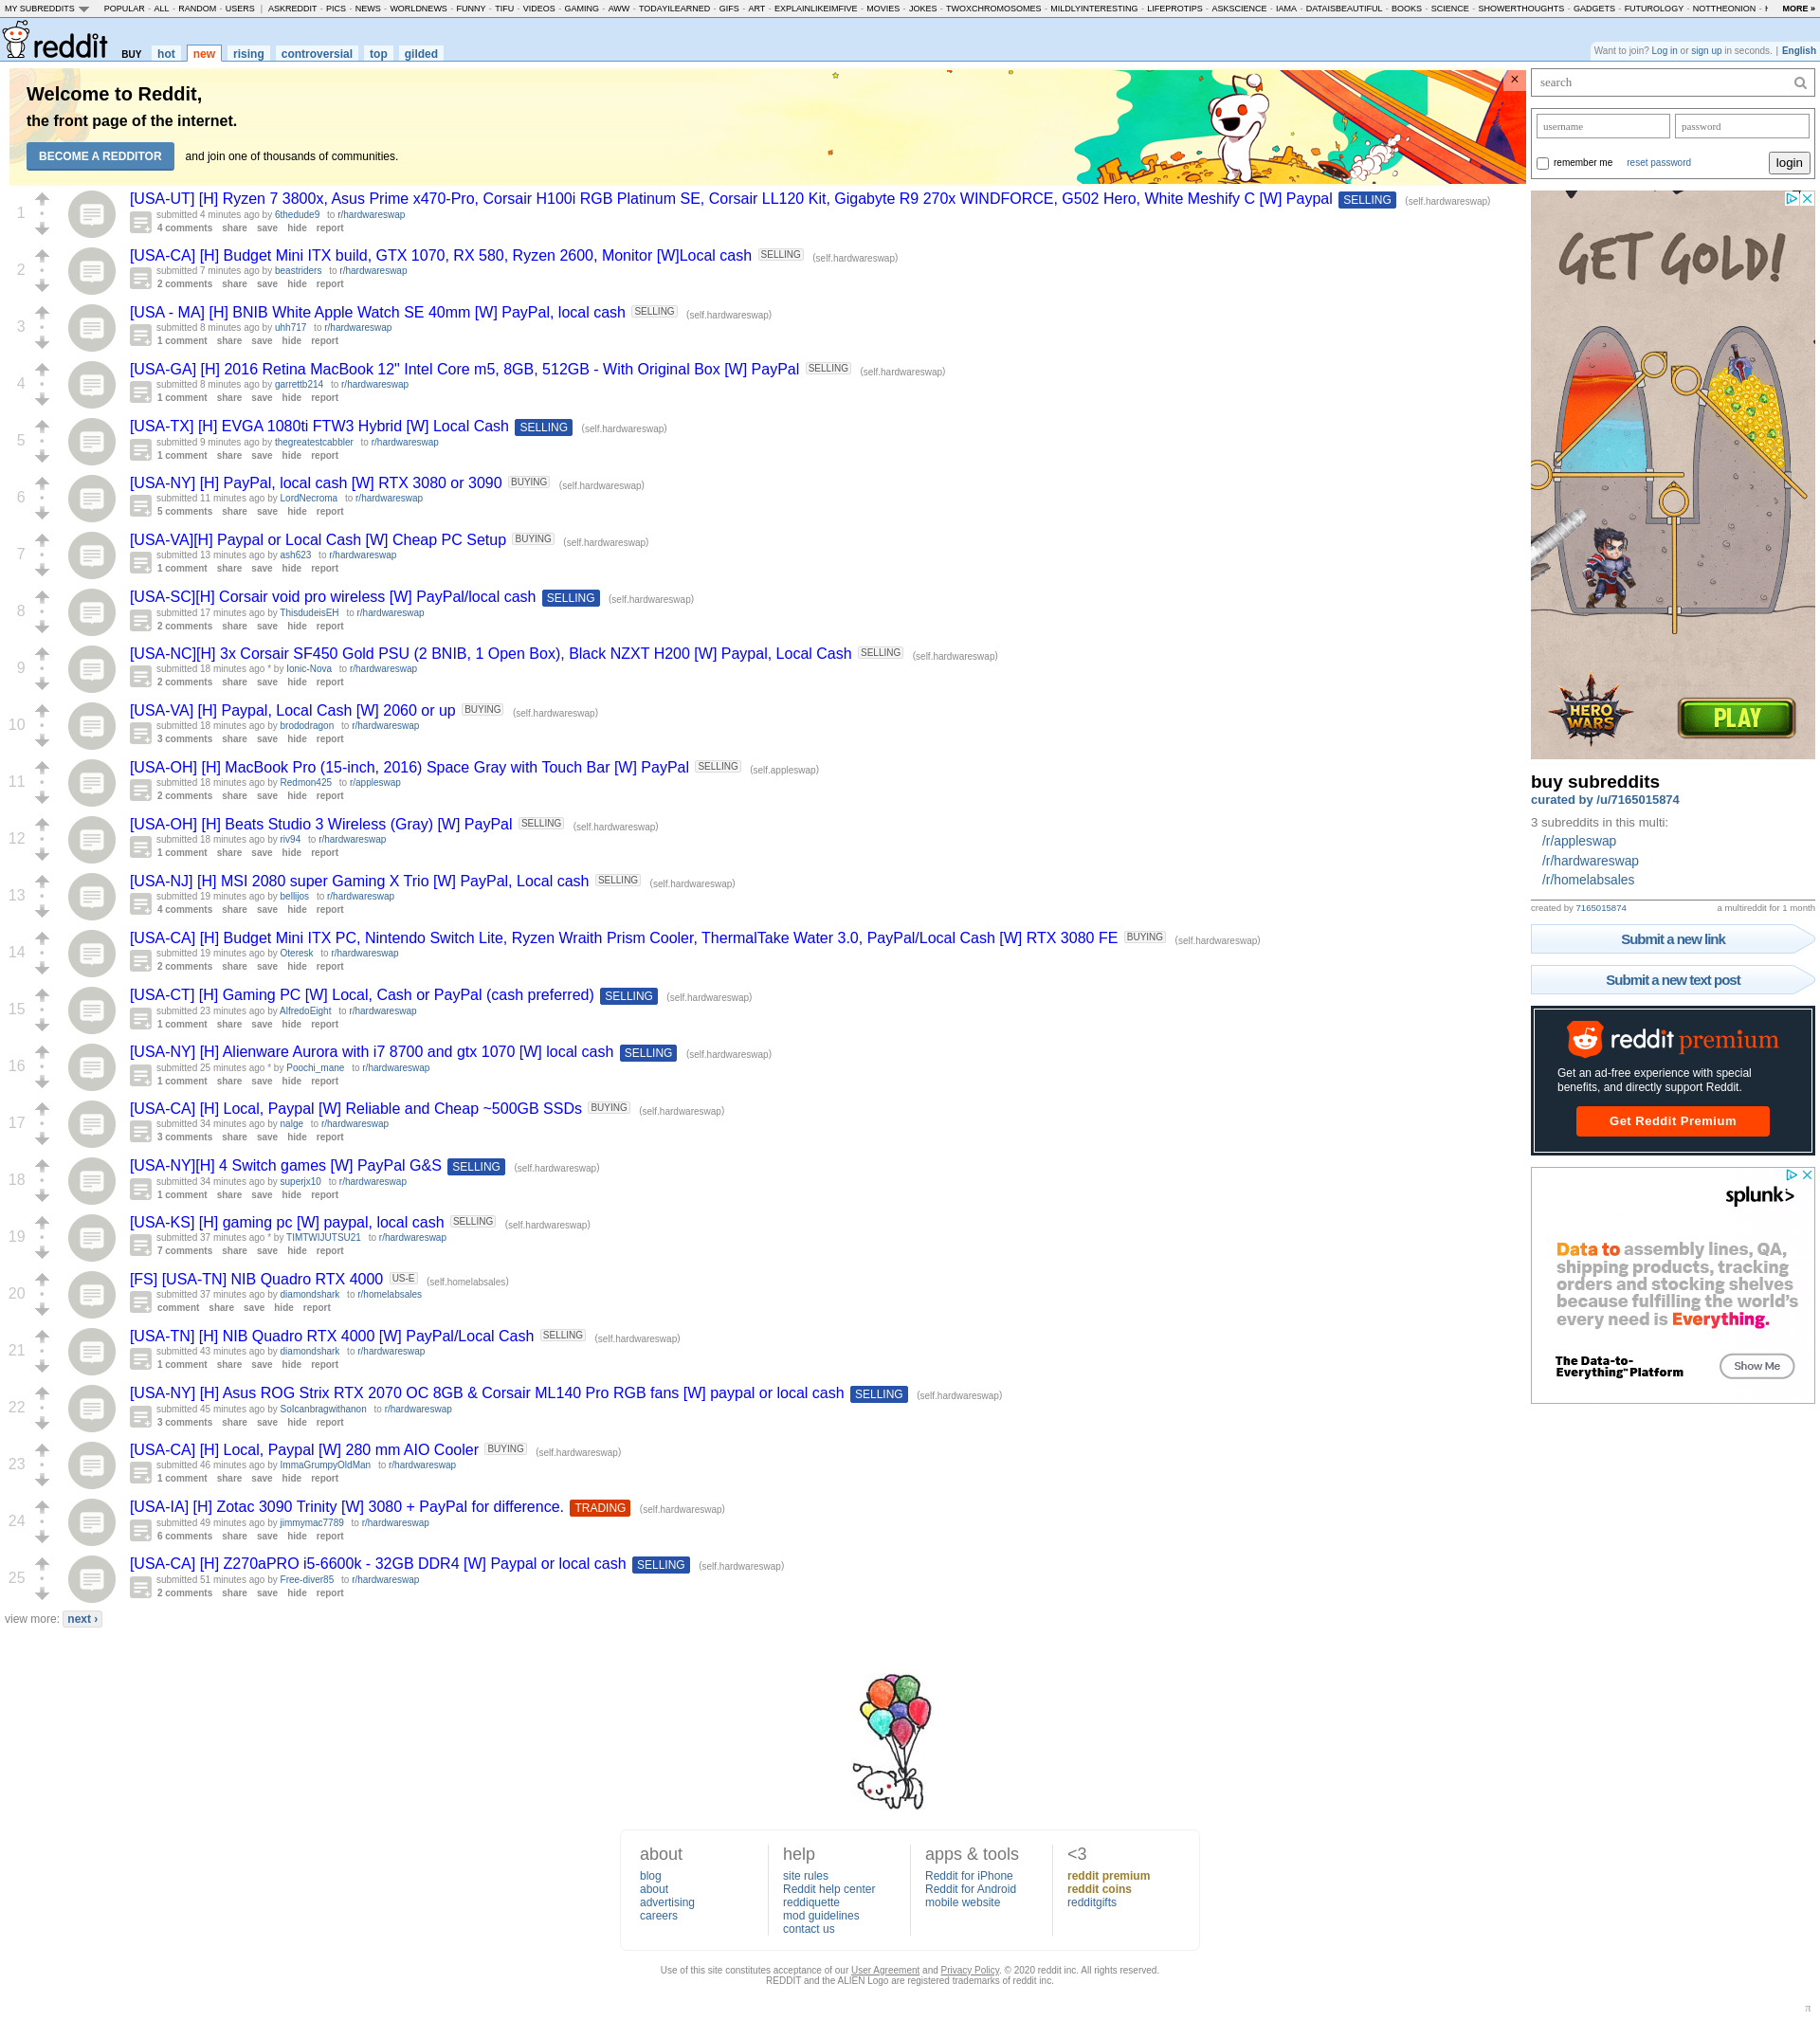 MY SUBREDDITS POPULAR - ALL - RANDOM - USERS | ASKREDDIT - PICS - NEWS - WORLDNEWS - FUNNY - TIFU - VIDEOS - GAMING - AWW - TODAYILEARNED - GIFS - ART - EXPLAINLIKEIMFIVE - MOVIES - JOKES - TWOXCHROMOSOMES - MILDLYINTERESTING - LIFEPROTIPS - ASKSCIENCE - IAMA - DATAISBEAUTIFUL - BOOKS - SCIENCE - SHOWERTHOUGHTS - GADGETS - FUTUROLOGY - NOTTHEONION - MORE »
reddit BUY hot new rising controversial top gilded
Want to join? Log in or sign up in seconds. | English
Welcome to Reddit,
the front page of the internet.
BECOME A REDDITOR and join one of thousands of communities.
×
1
[USA-UT] [H] Ryzen 7 3800x, Asus Prime x470-Pro, Corsair H100i RGB Platinum SE, Corsair LL120 Kit, Gigabyte R9 270x WINDFORCE, G502 Hero, White Meshify C [W] Paypal SELLING (self.hardwareswap)
submitted 4 minutes ago by 6thedude9 to r/hardwareswap
4 comments share save hide report
2
[USA-CA] [H] Budget Mini ITX build, GTX 1070, RX 580, Ryzen 2600, Monitor [W]Local cash SELLING (self.hardwareswap)
submitted 7 minutes ago by beastriders to r/hardwareswap
2 comments share save hide report
3
[USA - MA] [H] BNIB White Apple Watch SE 40mm [W] PayPal, local cash SELLING (self.hardwareswap)
submitted 8 minutes ago by uhh717 to r/hardwareswap
1 comment share save hide report
4
[USA-GA] [H] 2016 Retina MacBook 12" Intel Core m5, 8GB, 512GB - With Original Box [W] PayPal SELLING (self.hardwareswap)
submitted 8 minutes ago by garrettb214 to r/hardwareswap
1 comment share save hide report
5
[USA-TX] [H] EVGA 1080ti FTW3 Hybrid [W] Local Cash SELLING (self.hardwareswap)
submitted 9 minutes ago by thegreatestcabbler to r/hardwareswap
1 comment share save hide report
6
[USA-NY] [H] PayPal, local cash [W] RTX 3080 or 3090 BUYING (self.hardwareswap)
submitted 11 minutes ago by LordNecroma to r/hardwareswap
5 comments share save hide report
7
[USA-VA][H] Paypal or Local Cash [W] Cheap PC Setup BUYING (self.hardwareswap)
submitted 13 minutes ago by ash623 to r/hardwareswap
1 comment share save hide report
8
[USA-SC][H] Corsair void pro wireless [W] PayPal/local cash SELLING (self.hardwareswap)
submitted 17 minutes ago by ThisdudeisEH to r/hardwareswap
2 comments share save hide report
9
[USA-NC][H] 3x Corsair SF450 Gold PSU (2 BNIB, 1 Open Box), Black NZXT H200 [W] Paypal, Local Cash SELLING (self.hardwareswap)
submitted 18 minutes ago * by Ionic-Nova to r/hardwareswap
2 comments share save hide report
10
[USA-VA] [H] Paypal, Local Cash [W] 2060 or up BUYING (self.hardwareswap)
submitted 18 minutes ago by brododragon to r/hardwareswap
3 comments share save hide report
11
[USA-OH] [H] MacBook Pro (15-inch, 2016) Space Gray with Touch Bar [W] PayPal SELLING (self.appleswap)
submitted 18 minutes ago by Redmon425 to r/appleswap
2 comments share save hide report
12
[USA-OH] [H] Beats Studio 3 Wireless (Gray) [W] PayPal SELLING (self.hardwareswap)
submitted 18 minutes ago by riv94 to r/hardwareswap
1 comment share save hide report
13
[USA-NJ] [H] MSI 2080 super Gaming X Trio [W] PayPal, Local cash SELLING (self.hardwareswap)
submitted 19 minutes ago by bellijos to r/hardwareswap
4 comments share save hide report
14
[USA-CA] [H] Budget Mini ITX PC, Nintendo Switch Lite, Ryzen Wraith Prism Cooler, ThermalTake Water 3.0, PayPal/Local Cash [W] RTX 3080 FE BUYING (self.hardwareswap)
submitted 19 minutes ago by Oteresk to r/hardwareswap
2 comments share save hide report
15
[USA-CT] [H] Gaming PC [W] Local, Cash or PayPal (cash preferred) SELLING (self.hardwareswap)
submitted 23 minutes ago by AlfredoEight to r/hardwareswap
1 comment share save hide report
16
[USA-NY] [H] Alienware Aurora with i7 8700 and gtx 1070 [W] local cash SELLING (self.hardwareswap)
submitted 25 minutes ago * by Poochi_mane to r/hardwareswap
1 comment share save hide report
17
[USA-CA] [H] Local, Paypal [W] Reliable and Cheap ~500GB SSDs BUYING (self.hardwareswap)
submitted 34 minutes ago by nalge to r/hardwareswap
3 comments share save hide report
18
[USA-NY][H] 4 Switch games [W] PayPal G&S SELLING (self.hardwareswap)
submitted 34 minutes ago by superjx10 to r/hardwareswap
1 comment share save hide report
19
[USA-KS] [H] gaming pc [W] paypal, local cash SELLING (self.hardwareswap)
submitted 37 minutes ago * by TIMTWIJUTSU21 to r/hardwareswap
7 comments share save hide report
20
[FS] [USA-TN] NIB Quadro RTX 4000 US-E (self.homelabsales)
submitted 37 minutes ago by diamondshark to r/homelabsales
comment share save hide report
21
[USA-TN] [H] NIB Quadro RTX 4000 [W] PayPal/Local Cash SELLING (self.hardwareswap)
submitted 43 minutes ago by diamondshark to r/hardwareswap
1 comment share save hide report
22
[USA-NY] [H] Asus ROG Strix RTX 2070 OC 8GB & Corsair ML140 Pro RGB fans [W] paypal or local cash SELLING (self.hardwareswap)
submitted 45 minutes ago by Solcanbragwithanon to r/hardwareswap
3 comments share save hide report
23
[USA-CA] [H] Local, Paypal [W] 280 mm AIO Cooler BUYING (self.hardwareswap)
submitted 46 minutes ago by ImmaGrumpyOldMan to r/hardwareswap
1 comment share save hide report
24
[USA-IA] [H] Zotac 3090 Trinity [W] 3080 + PayPal for difference. TRADING (self.hardwareswap)
submitted 49 minutes ago by jimmymac7789 to r/hardwareswap
6 comments share save hide report
25
[USA-CA] [H] Z270aPRO i5-6600k - 32GB DDR4 [W] Paypal or local cash SELLING (self.hardwareswap)
submitted 51 minutes ago by Free-diver85 to r/hardwareswap
2 comments share save hide report
view more: next ›
search
username password
remember me reset password login
GET GOLD!
HERO WARS PLAY
buy subreddits
curated by /u/7165015874
3 subreddits in this multi:
/r/appleswap
/r/hardwareswap
/r/homelabsales
created by 7165015874 a multireddit for 1 month
Submit a new link
Submit a new text post
reddit premium
Get an ad-free experience with special
benefits, and directly support Reddit.
Get Reddit Premium
splunk>
Data to assembly lines, QA,
shipping products, tracking
orders and stocking shelves
because fulfilling the world's
every need is Everything.
The Data-to-
Everything™ Platform
Show Me
about
blog
about
advertising
careers
help
site rules
Reddit help center
reddiquette
mod guidelines
contact us
apps & tools
Reddit for iPhone
Reddit for Android
mobile website
<3
reddit premium
reddit coins
redditgifts
Use of this site constitutes acceptance of our User Agreement and Privacy Policy. © 2020 reddit inc. All rights reserved.
REDDIT and the ALIEN Logo are registered trademarks of reddit inc.
π